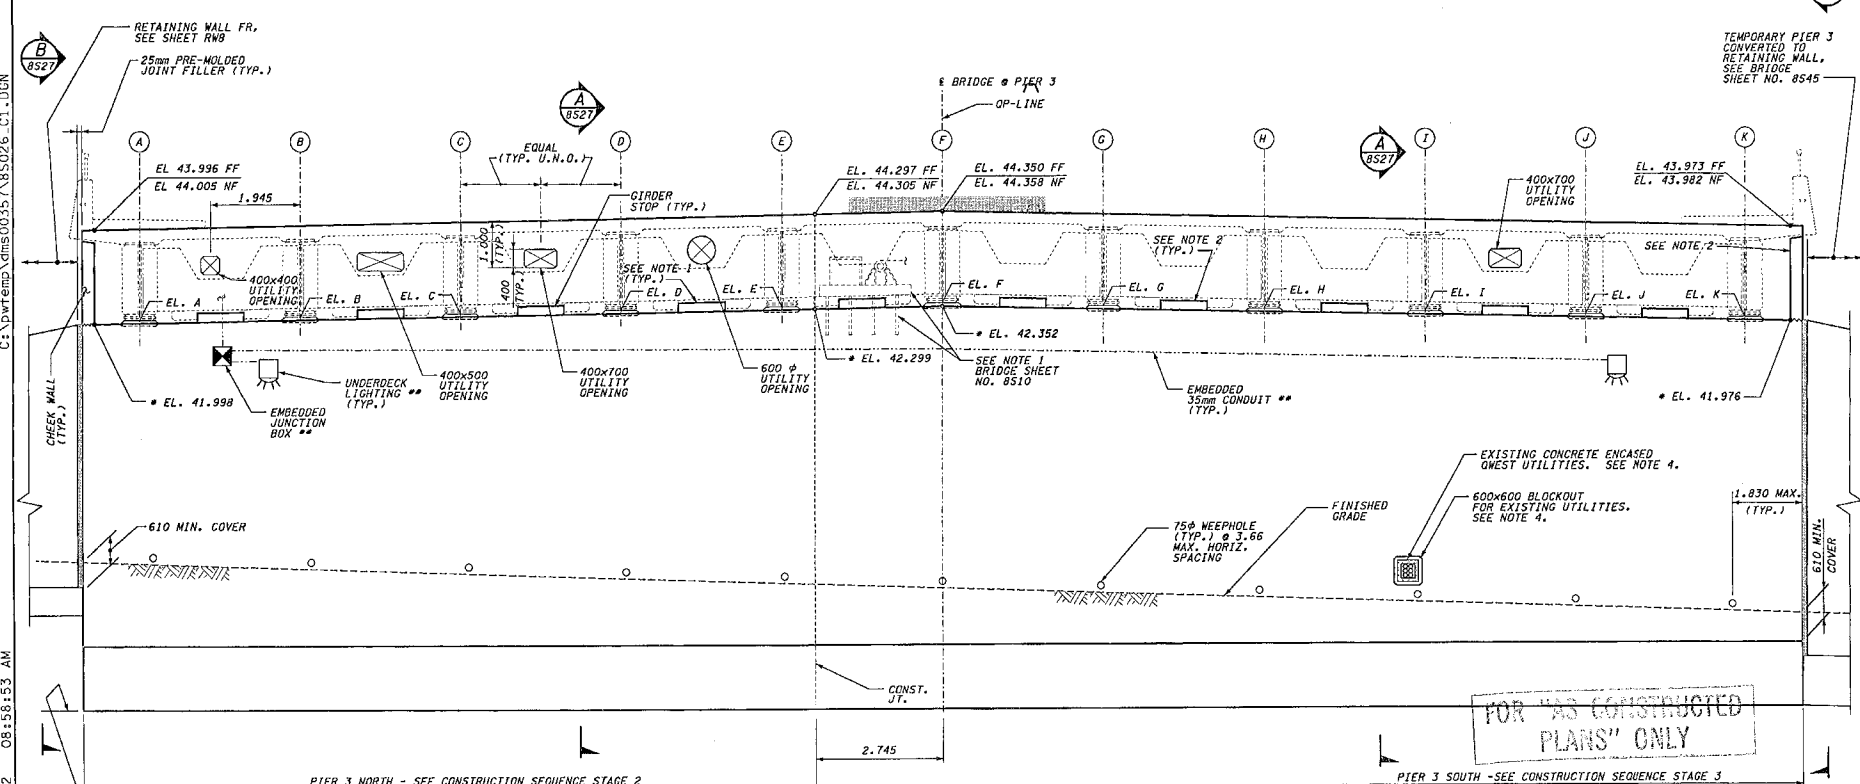 RETAINING WALL FR,
SEE SHEET RW8
B
8S27
25mm PRE-MOLDED
JOINT FILLER (TYP.)
TEMPORARY PIER 3
CONVERTED TO
RETAINING WALL,
SEE BRIDGE
SHEET NO. 8S45
BRIDGE @ PIER 3
QP-LINE
A
8S27
A
8S27
A
B
C
D
E
F
G
H
I
J
K
EQUAL
(TYP. U.N.O.)
EL 43.996 FF
EL 44.005 NF
EL. 44.297 FF
EL. 44.305 NF
EL. 44.350 FF
EL. 44.358 NF
EL. 43.973 FF
EL. 43.982 NF
1.945
GIRDER
STOP (TYP.)
400x700
UTILITY
OPENING
1.000
(TYP.)
400
(TYP.)
SEE NOTE 1
(TYP.)
SEE NOTE 2
(TYP.)
SEE NOTE 2
400x400
UTILITY
OPENING
EL. A
EL. B
EL. C
EL. D
EL. E
EL. F
EL. G
EL. H
EL. I
EL. J
EL. K
* EL. 42.352
* EL. 42.299
SEE NOTE 1
BRIDGE SHEET
NO. 8S10
600 φ
UTILITY
OPENING
400x700
UTILITY
OPENING
400x500
UTILITY
OPENING
UNDERDECK
LIGHTING **
(TYP.)
EMBEDDED
JUNCTION
BOX **
EMBEDDED
35mm CONDUIT **
(TYP.)
* EL. 41.998
* EL. 41.976
CHEEK WALL
(TYP.)
EXISTING CONCRETE ENCASED
QWEST UTILITIES. SEE NOTE 4.
600x600 BLOCKOUT
FOR EXISTING UTILITIES.
SEE NOTE 4.
1.830 MAX.
(TYP.)
FINISHED
GRADE
75φ WEEPHOLE
(TYP.) @ 3.66
MAX. HORIZ.
SPACING
610 MIN. COVER
610 MIN.
COVER
CONST.
JT.
2.745
FOR "AS CONSTRUCTED
PLANS" ONLY
PIER 3 NORTH - SEE CONSTRUCTION SEQUENCE STAGE 2
PIER 3 SOUTH -SEE CONSTRUCTION SEQUENCE STAGE 3
C:\pwtemp\dms00357\8S026_C1.DGN
08:58:53 AM
2